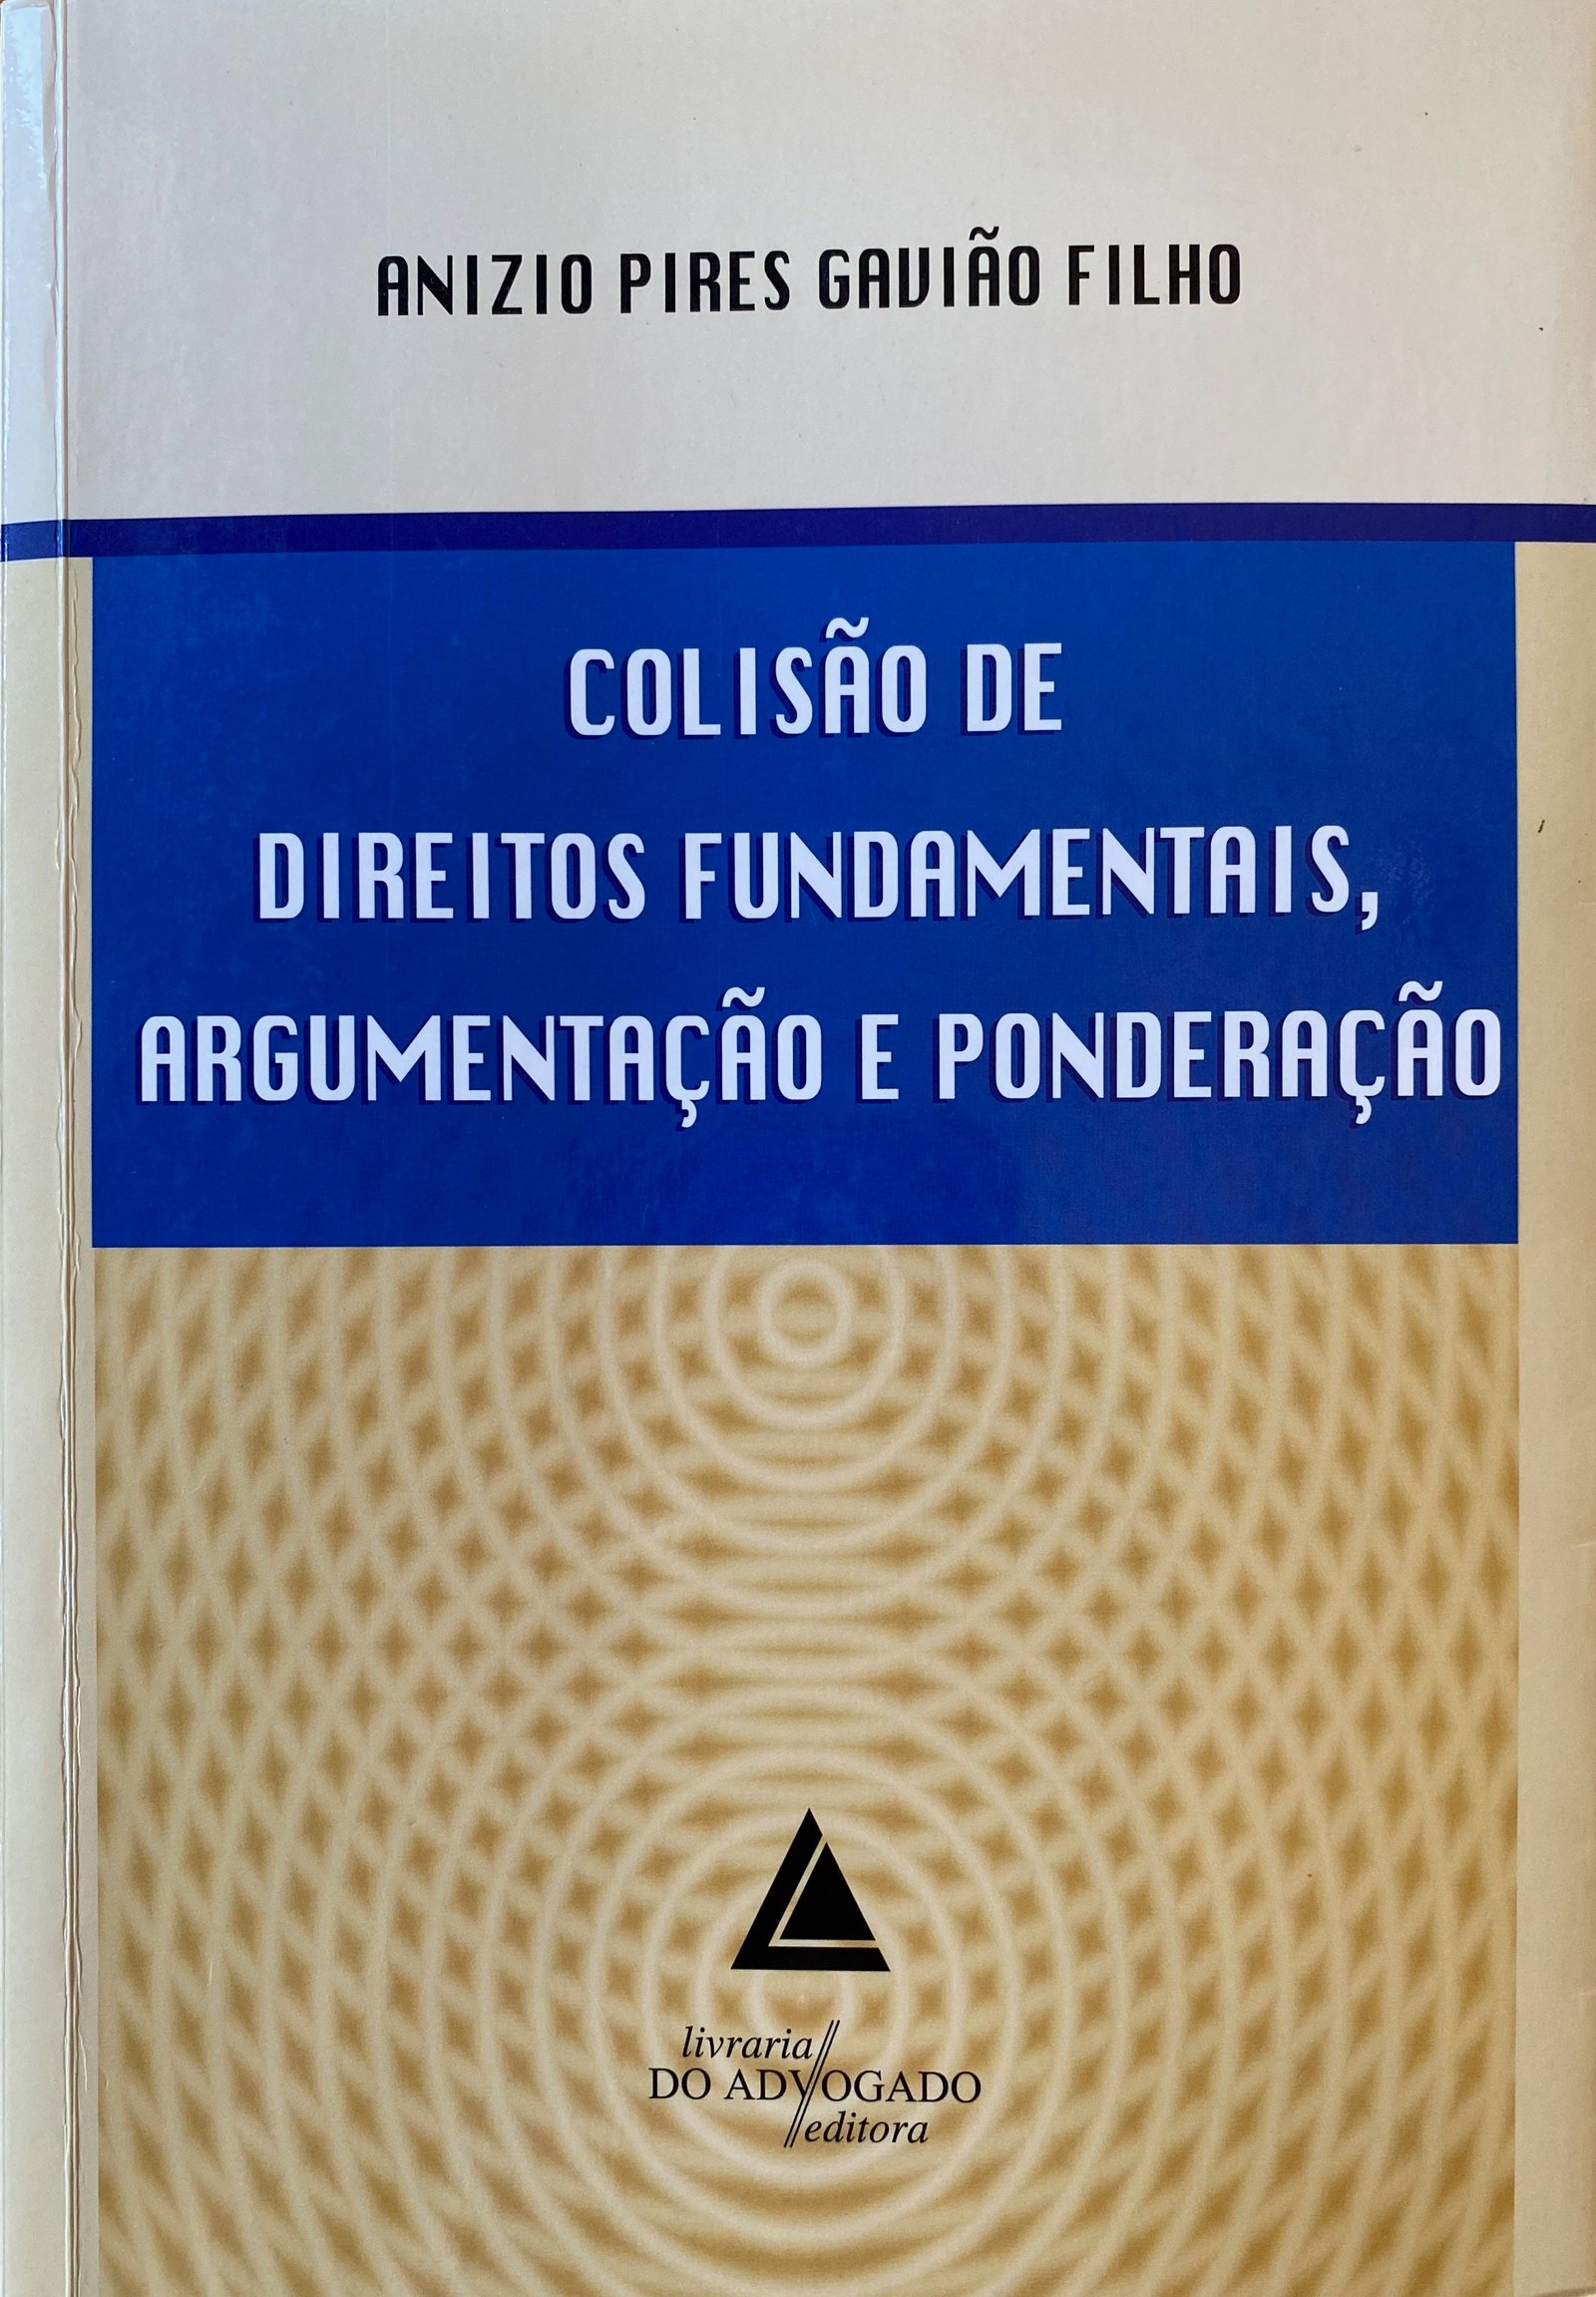 ANIZIO PIRES GAVIÃO FILHO
COLISÃO DE
DIREITOS FUNDAMENTAIS,
ARGUMENTAÇÃO E PONDERAÇÃO
livraria
DO ADVOGADO
editora